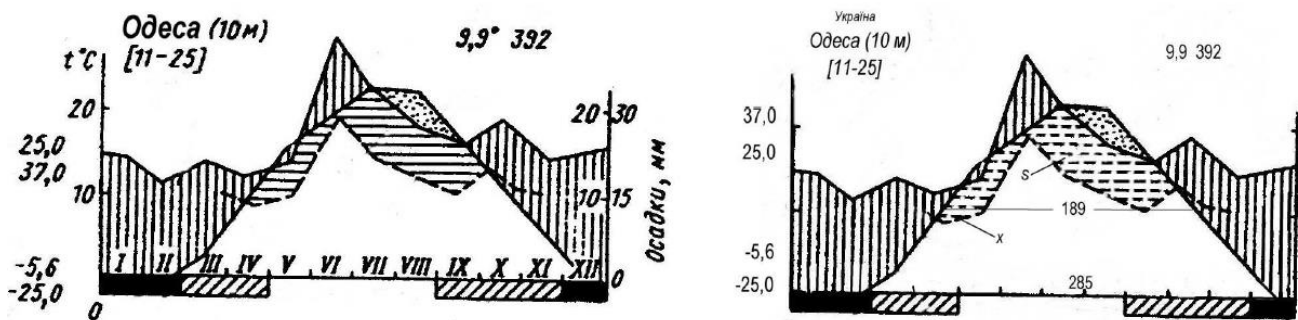 Одеса (10м)
[11-25]
9,9° 392
t°C
20
25,0
37,0
10
-5,6
-25,0
0
I II III IV V VI VII VIII IX X XI XII
20 30
10 15
0
Осадки, мм
Україна
Одеса (10 м)
[11-25]
9,9 392
37,0
25,0
-5,6
-25,0
S
189
x
285